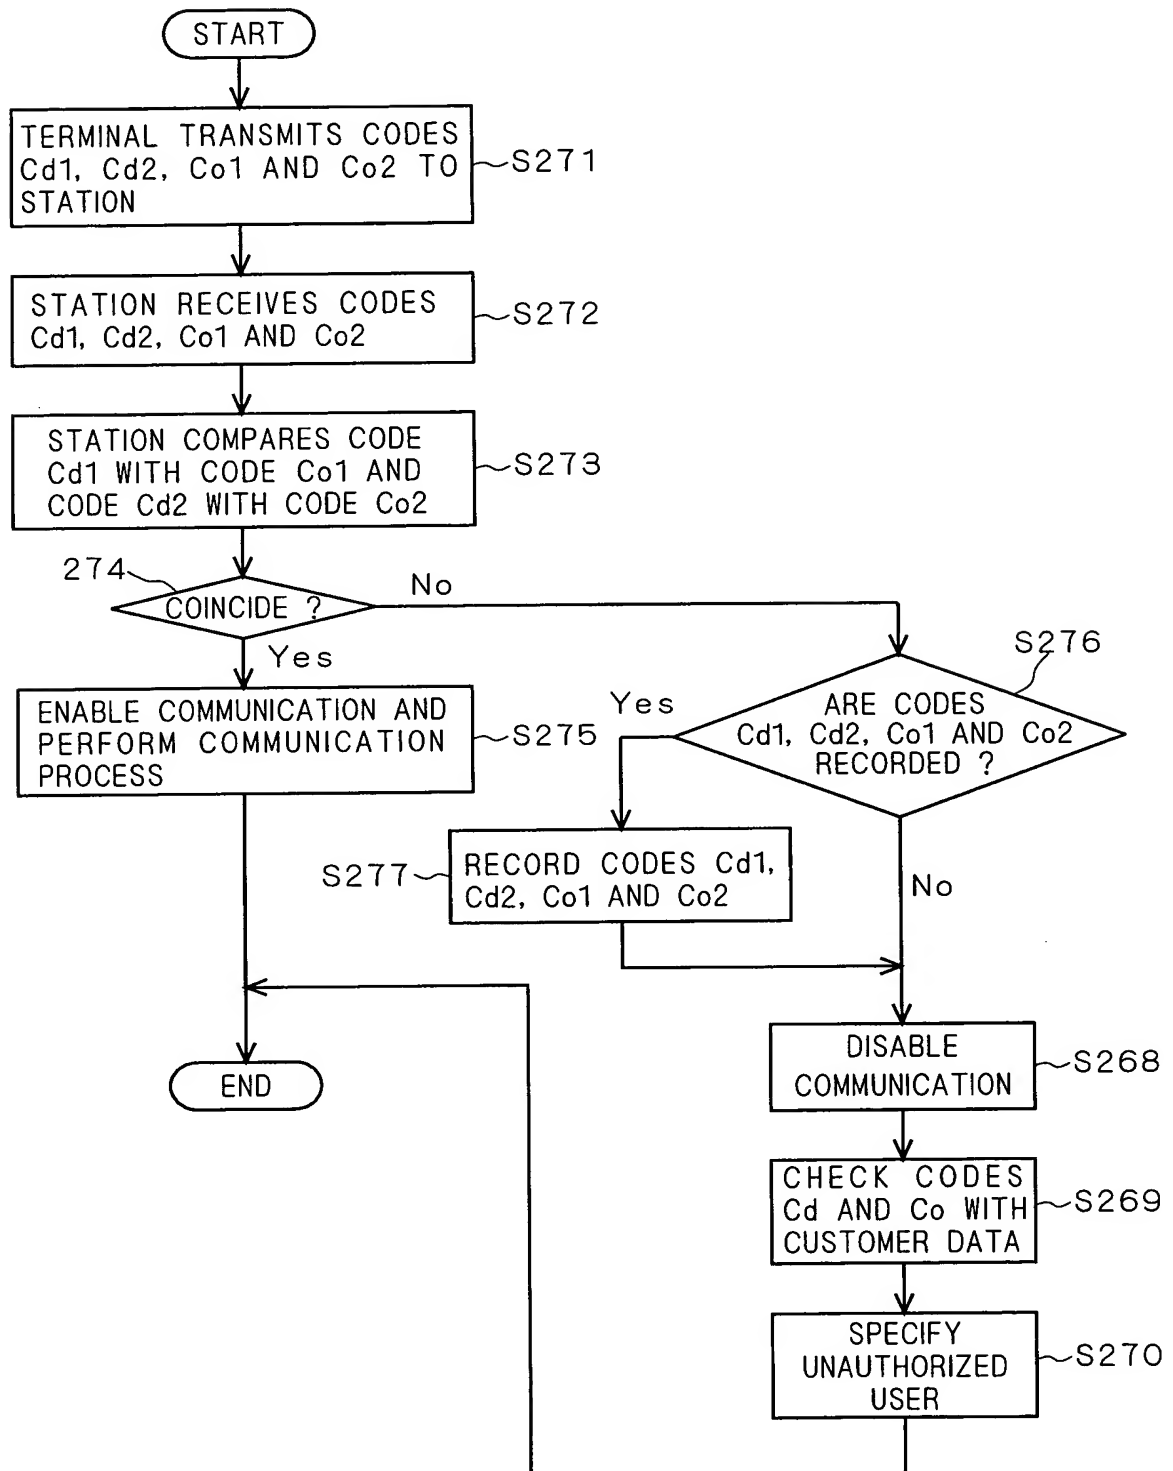 START
TERMINAL TRANSMITS CODES
Cd1, Cd2, Co1 AND Co2 TO
STATION
S271
STATION RECEIVES CODES
Cd1, Cd2, Co1 AND Co2
S272
STATION COMPARES CODE
Cd1 WITH CODE Co1 AND
CODE Cd2 WITH CODE Co2
S273
274
COINCIDE ?
No
Yes
ENABLE COMMUNICATION AND
PERFORM COMMUNICATION
PROCESS
S275
S276
ARE CODES
Cd1, Cd2, Co1 AND Co2
RECORDED ?
Yes
No
S277
RECORD CODES Cd1,
Cd2, Co1 AND Co2
DISABLE
COMMUNICATION
S268
END
CHECK CODES
Cd AND Co WITH
CUSTOMER DATA
S269
SPECIFY
UNAUTHORIZED
USER
S270